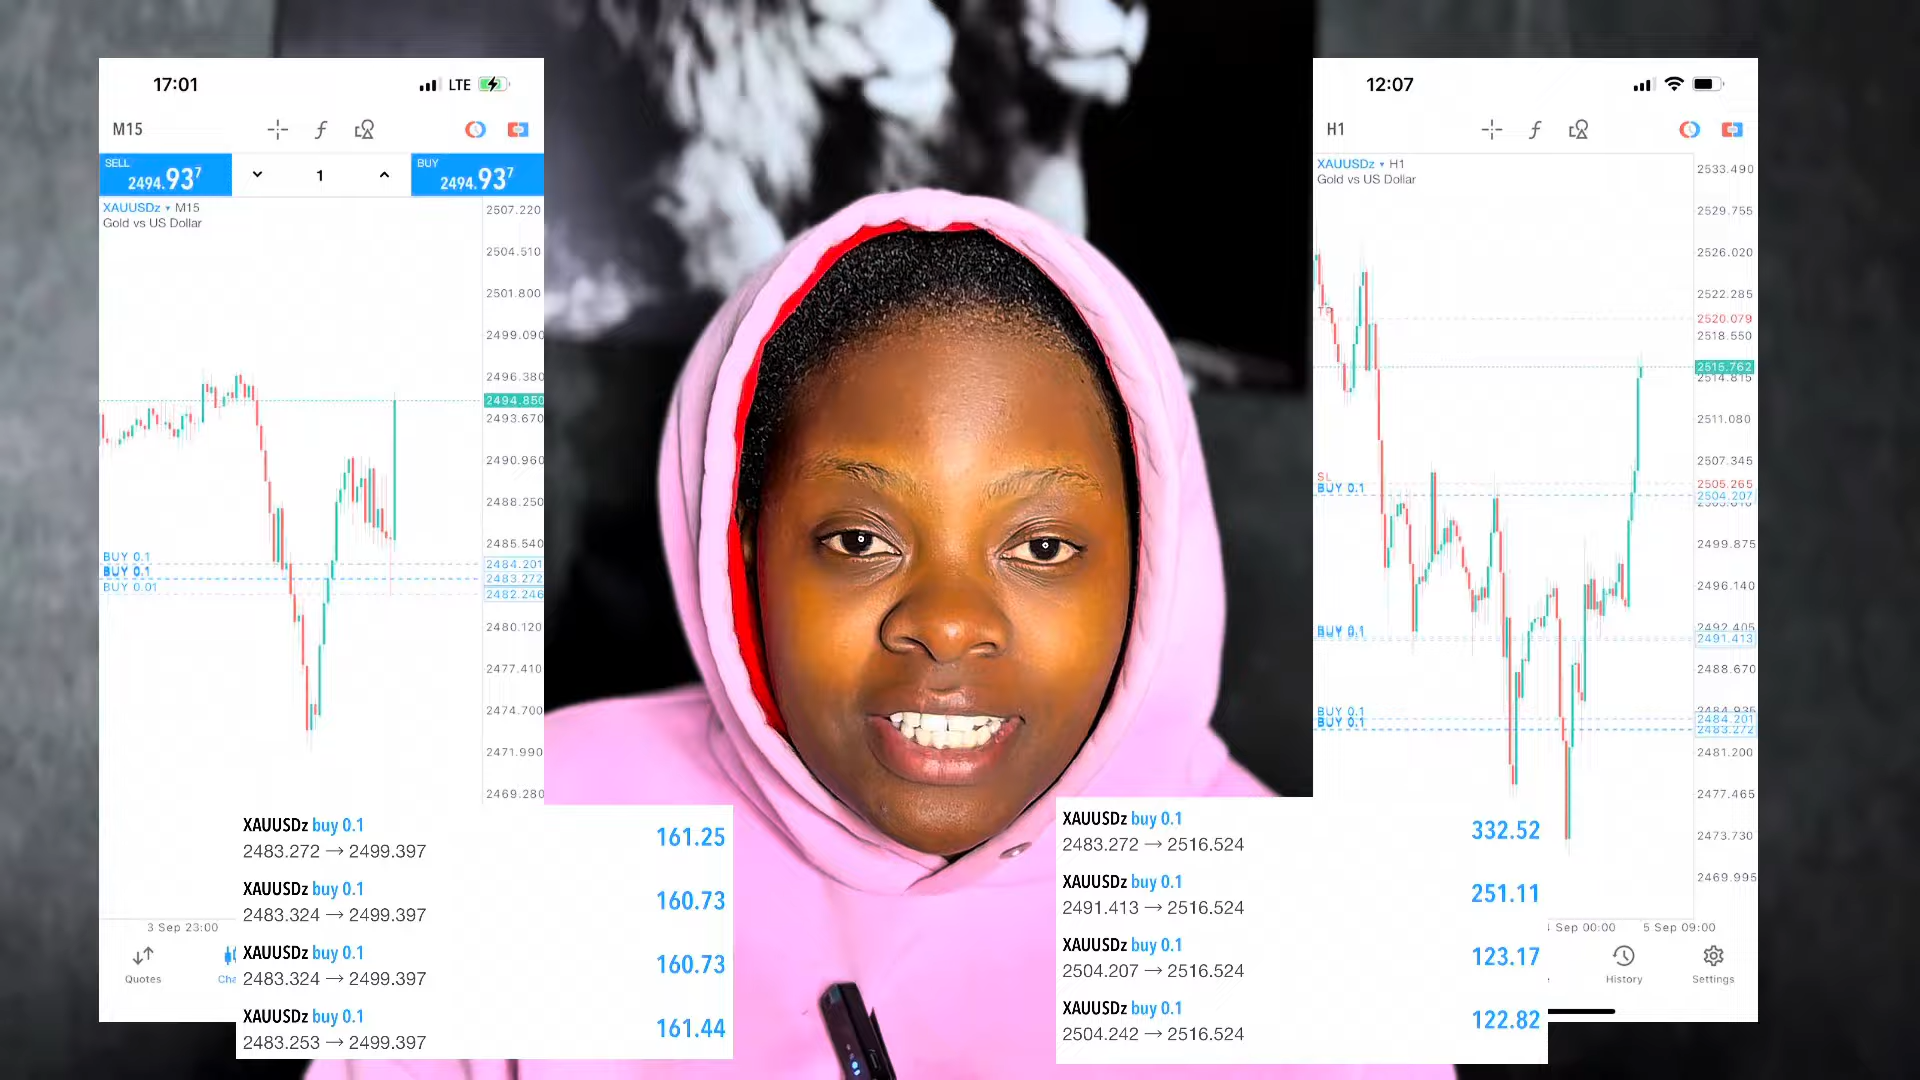 17:01
LTE
M15
SELL
2494.937
1
BUY
2494.937
XAUUSDz M15
Gold vs US Dollar
2507.220
2504.510
2501.800
2499.090
2496.380
2494.850
2493.670
2490.960
2488.250
2485.540
BUY 0.1
2484.201
BUY 0.1
2483.272
BUY 0.01
2482.246
2480.120
2477.410
2474.700
2471.990
2469.280
3 Sep 23:00
Quotes
Cha
XAUUSDz buy 0.1
2483.272 → 2499.397
161.25
XAUUSDz buy 0.1
2483.324 → 2499.397
160.73
XAUUSDz buy 0.1
2483.324 → 2499.397
160.73
XAUUSDz buy 0.1
2483.253 → 2499.397
161.44
12:07
H1
XAUUSDz H1
Gold vs US Dollar
2533.490
2529.755
2526.020
2522.285
TP
2520.079
2518.550
2516.762
2514.815
2511.080
2507.345
SL
2505.265
BUY 0.1
2504.207
2499.875
2496.140
2492.405
BUY 0.1
2491.413
2488.670
BUY 0.1
2484.201
BUY 0.1
2483.272
2481.200
2477.465
2473.730
2469.995
Sep 00:00
5 Sep 09:00
History
Settings
XAUUSDz buy 0.1
2483.272 → 2516.524
332.52
XAUUSDz buy 0.1
2491.413 → 2516.524
251.11
XAUUSDz buy 0.1
2504.207 → 2516.524
123.17
XAUUSDz buy 0.1
2504.242 → 2516.524
122.82